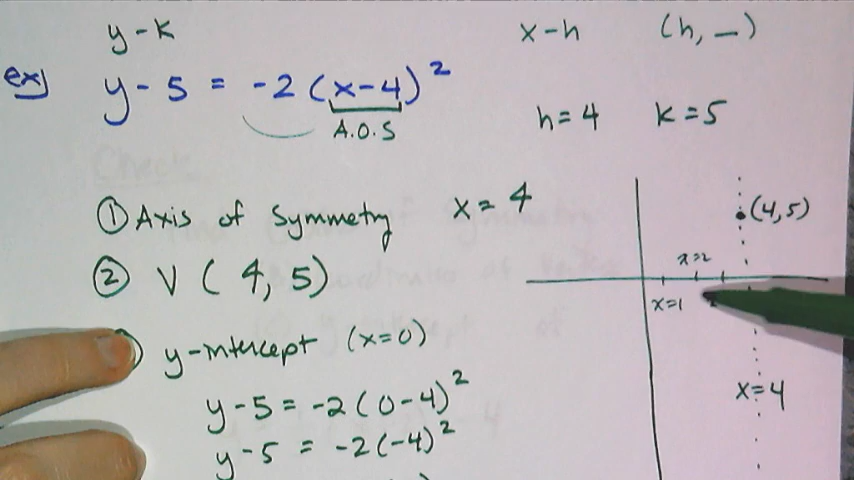 y-k x-h (h, _)
ex) y-5 = -2(x-4)²
A.O.S h=4 k=5
① Axis of Symmetry x=4
(4,5)
② V (4,5)
x=2
x=1
y-intercept (x=0)
x=4
y-5 = -2(0-4)²
y-5 = -2(-4)²